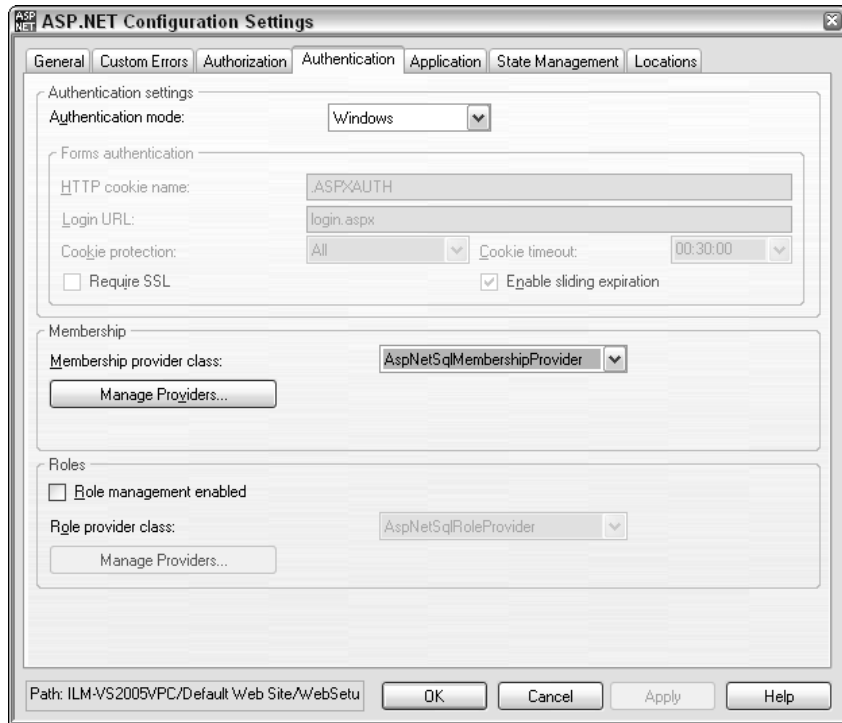 ASP.NET Configuration Settings
General Custom Errors Authorization Authentication Application State Management Locations
Authentication settings
Authentication mode: Windows
Forms authentication
HTTP cookie name: .ASPXAUTH
Login URL: login.aspx
Cookie protection: All Cookie timeout: 00:30:00
Require SSL Enable sliding expiration
Membership
Membership provider class: AspNetSqlMembershipProvider
Manage Providers...
Roles
Role management enabled
Role provider class: AspNetSqlRoleProvider
Manage Providers...
Path: ILM-VS2005VPC/Default Web Site/WebSetu OK Cancel Apply Help